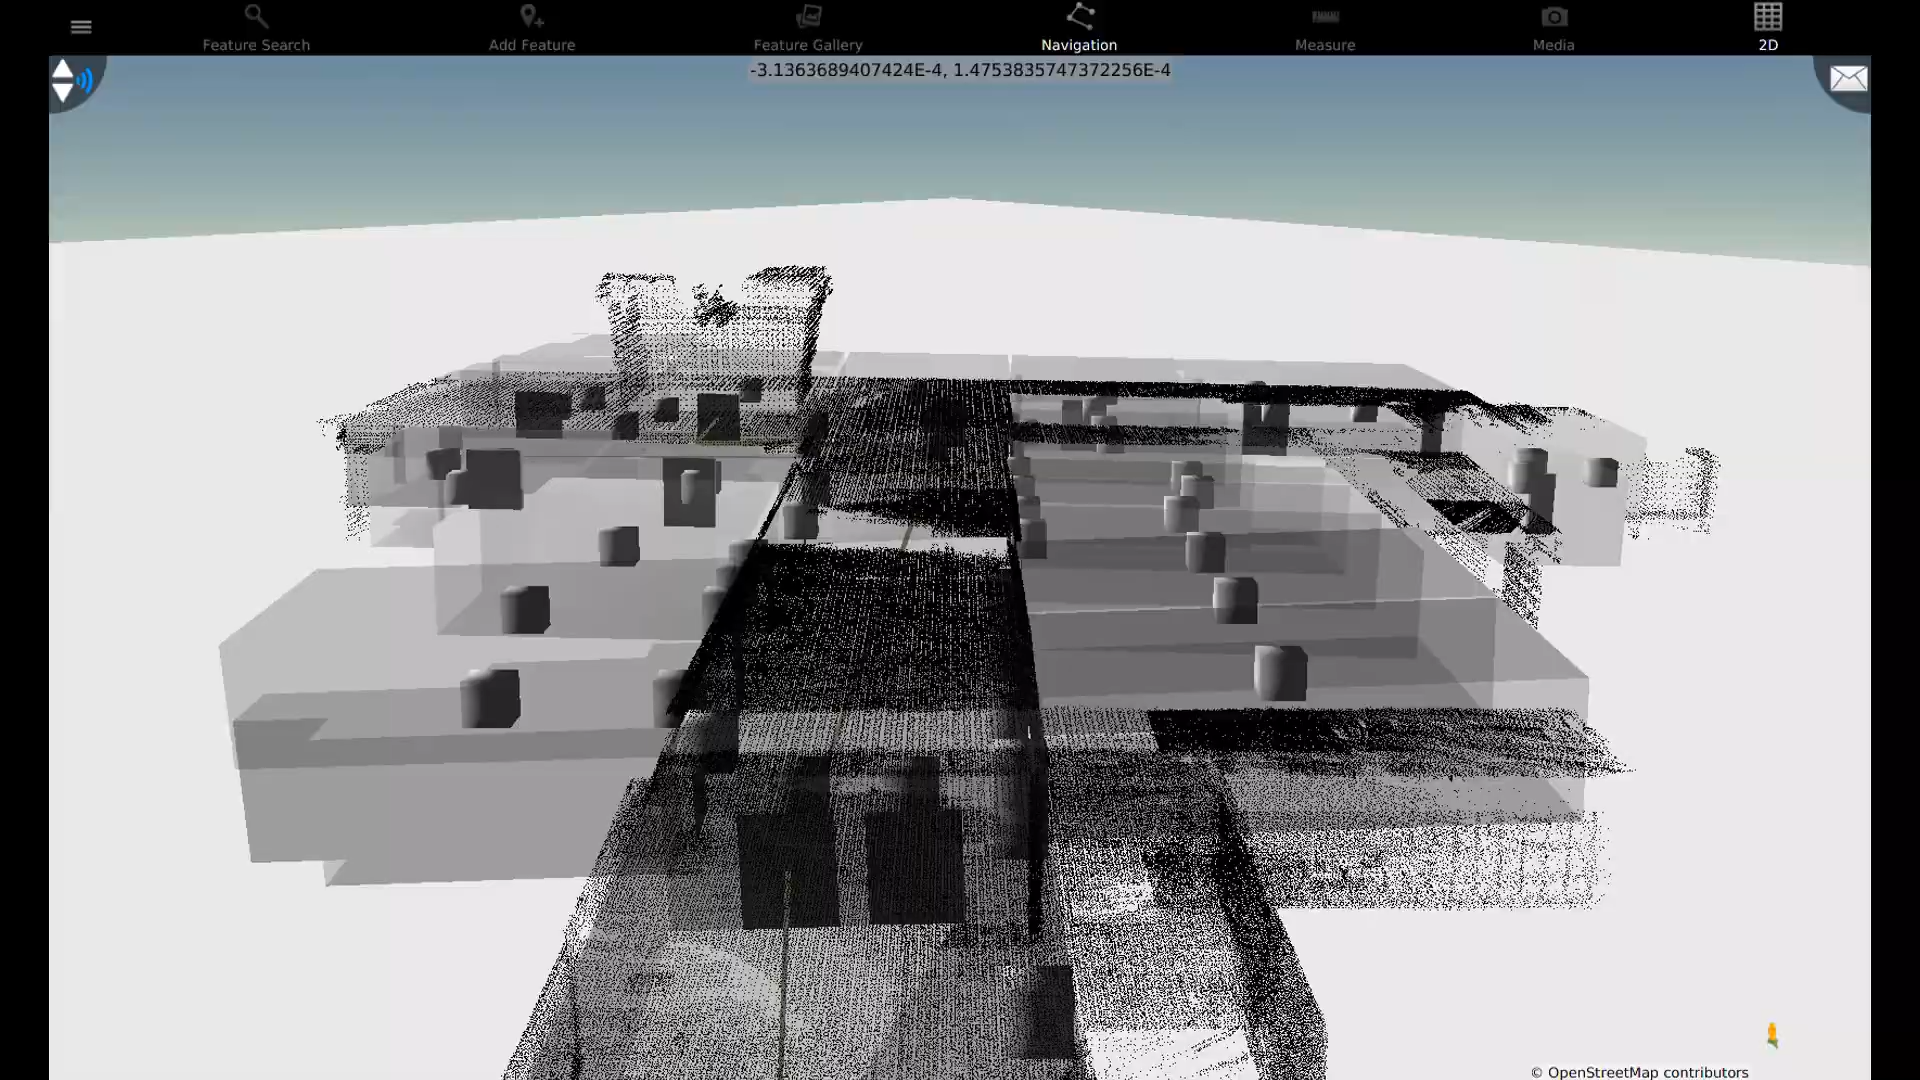 Feature Search
Add Feature
Feature Gallery
Navigation
Measure
Media
2D
-3.1363689407424E-4, 1.4753835747372256E-4
© OpenStreetMap contributors